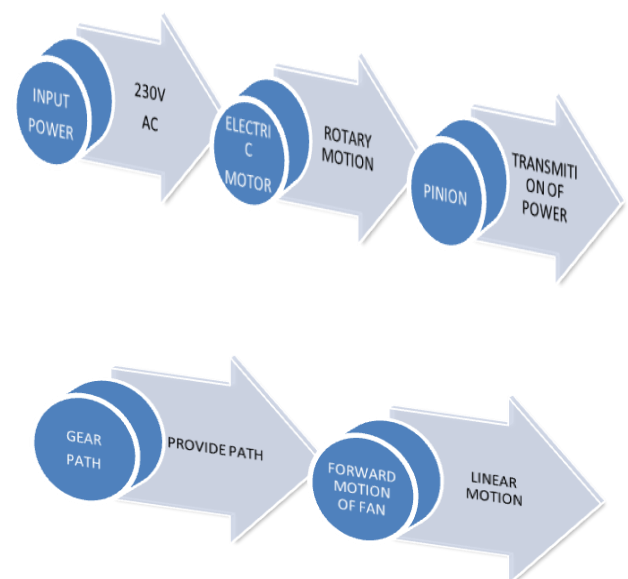 INPUT
POWER
230V
AC
ELECTRI
C
MOTOR
ROTARY
MOTION
PINION
TRANSMITI
ON OF
POWER
GEAR
PATH
PROVIDE PATH
FORWARD
MOTION
OF FAN
LINEAR
MOTION